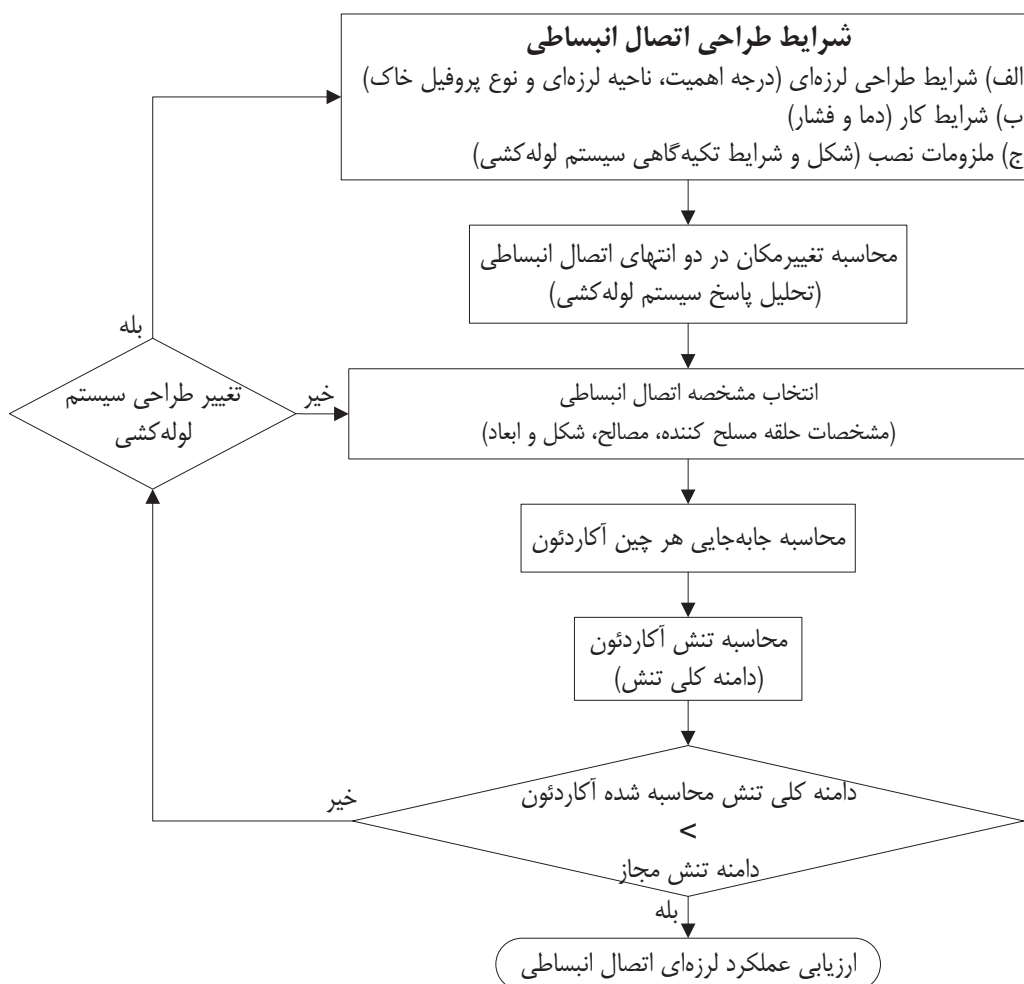 شرایط طراحی اتصال انبساطی
الف) شرایط طراحی لرزه‌ای (درجه اهمیت، ناحیه لرزه‌ای و نوع پروفیل خاک)
ب) شرایط کار (دما و فشار)
ج) ملزومات نصب (شکل و شرایط تکیه‌گاهی سیستم لوله‌کشی)
محاسبه تغییرمکان در دو انتهای اتصال انبساطی
(تحلیل پاسخ سیستم لوله‌کشی)
بله
تغییر طراحی سیستم
لوله‌کشی
خیر
انتخاب مشخصه اتصال انبساطی
(مشخصات حلقه مسلح کننده، مصالح، شکل و ابعاد)
محاسبه جابه‌جایی هر چین آکاردئون
محاسبه تنش آکاردئون
(دامنه کلی تنش)
دامنه کلی تنش محاسبه شده آکاردئون
>
دامنه تنش مجاز
خیر
بله
ارزیابی عملکرد لرزه‌ای اتصال انبساطی